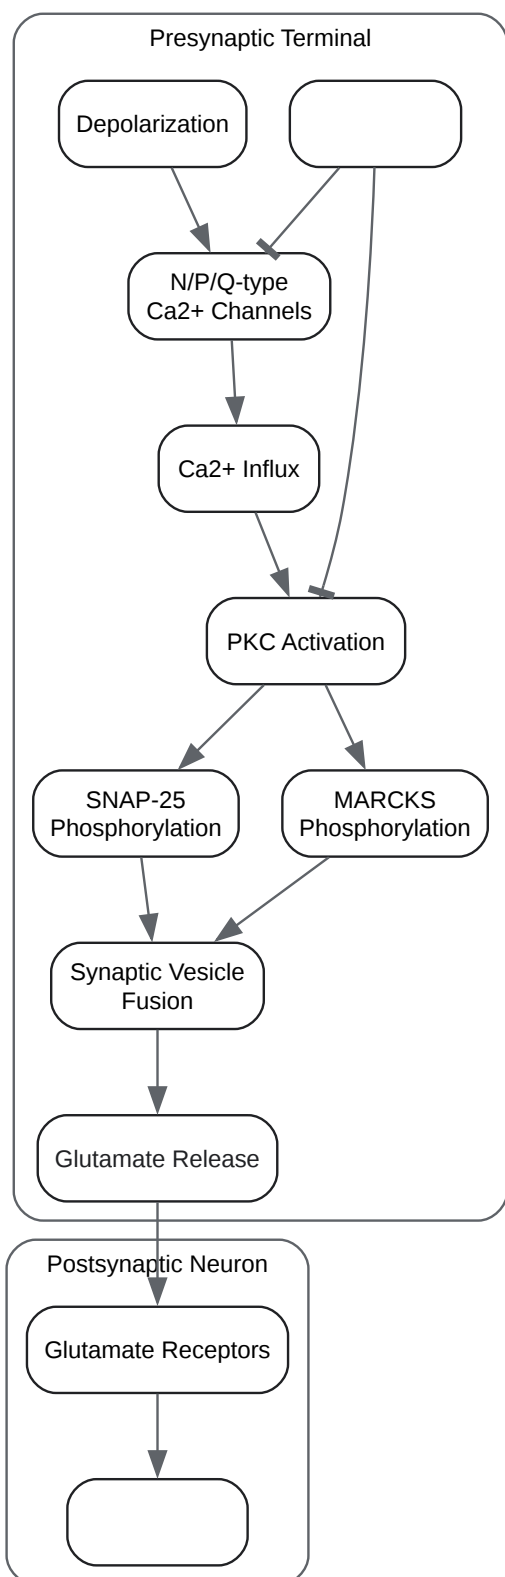 Presynaptic Terminal
Depolarization
N/P/Q-type
Ca2+ Channels
Ca2+ Influx
PKC Activation
SNAP-25
Phosphorylation
MARCKS
Phosphorylation
Synaptic Vesicle
Fusion
Glutamate Release
Postsynaptic Neuron
Glutamate Receptors